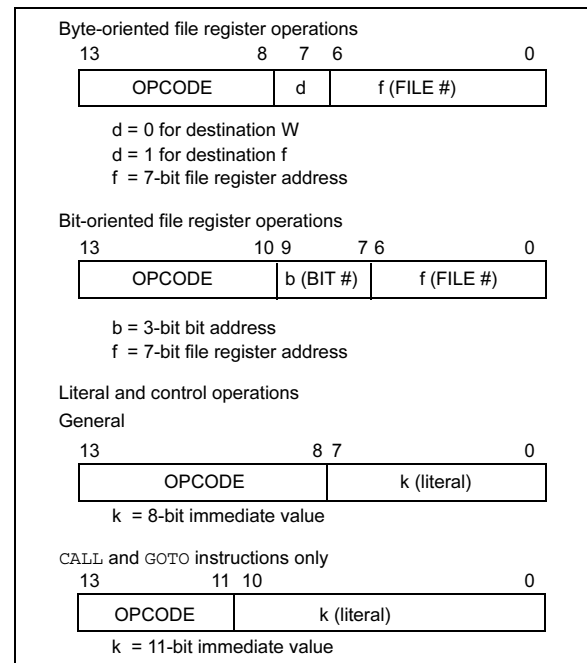 Byte-oriented file register operations
13 8 7 6 0
OPCODE d f (FILE #)
d = 0 for destination W
d = 1 for destination f
f = 7-bit file register address
Bit-oriented file register operations
13 10 9 7 6 0
OPCODE b (BIT #) f (FILE #)
b = 3-bit bit address
f = 7-bit file register address
Literal and control operations
General
13 8 7 0
OPCODE k (literal)
k = 8-bit immediate value
CALL and GOTO instructions only
13 11 10 0
OPCODE k (literal)
k = 11-bit immediate value